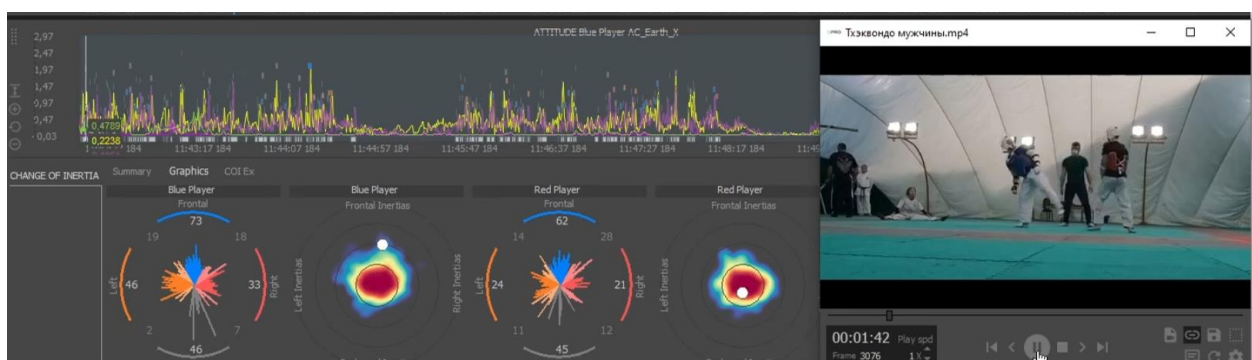 ATTITUDE Blue Player AC_Earth_X
2,97
2,47
1,97
1,47
0,97
0,47
-0,03
0,4789
0,2238
184
11:43:17 184
11:44:07 184
11:44:57 184
11:45:47 184
11:46:37 184
11:47:27 184
11:48:17 184
CHANGE OF INERTIA
Summary
Graphics
COI Ex
Blue Player
Frontal
73
19
18
Left
46
33
Right
2
7
46
Blue Player
Frontal Inertias
Left Inertias
Right Inertias
Red Player
Frontal
62
14
28
Left
24
21
Right
11
12
45
Red Player
Frontal Inertias
Left Inertias
PRO
Тхэквондо мужчины.mp4
00:01:42
Play spd
Frame 3076
1 X